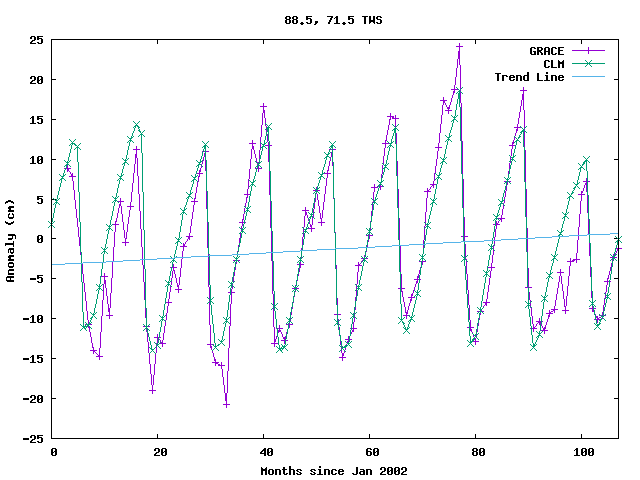 88.5, 71.5 TWS
GRACE
CLM
Trend Line
25
20
15
10
5
0
-5
-10
-15
-20
-25
Anomaly (cm)
0 20 40 60 80 100
Months since Jan 2002